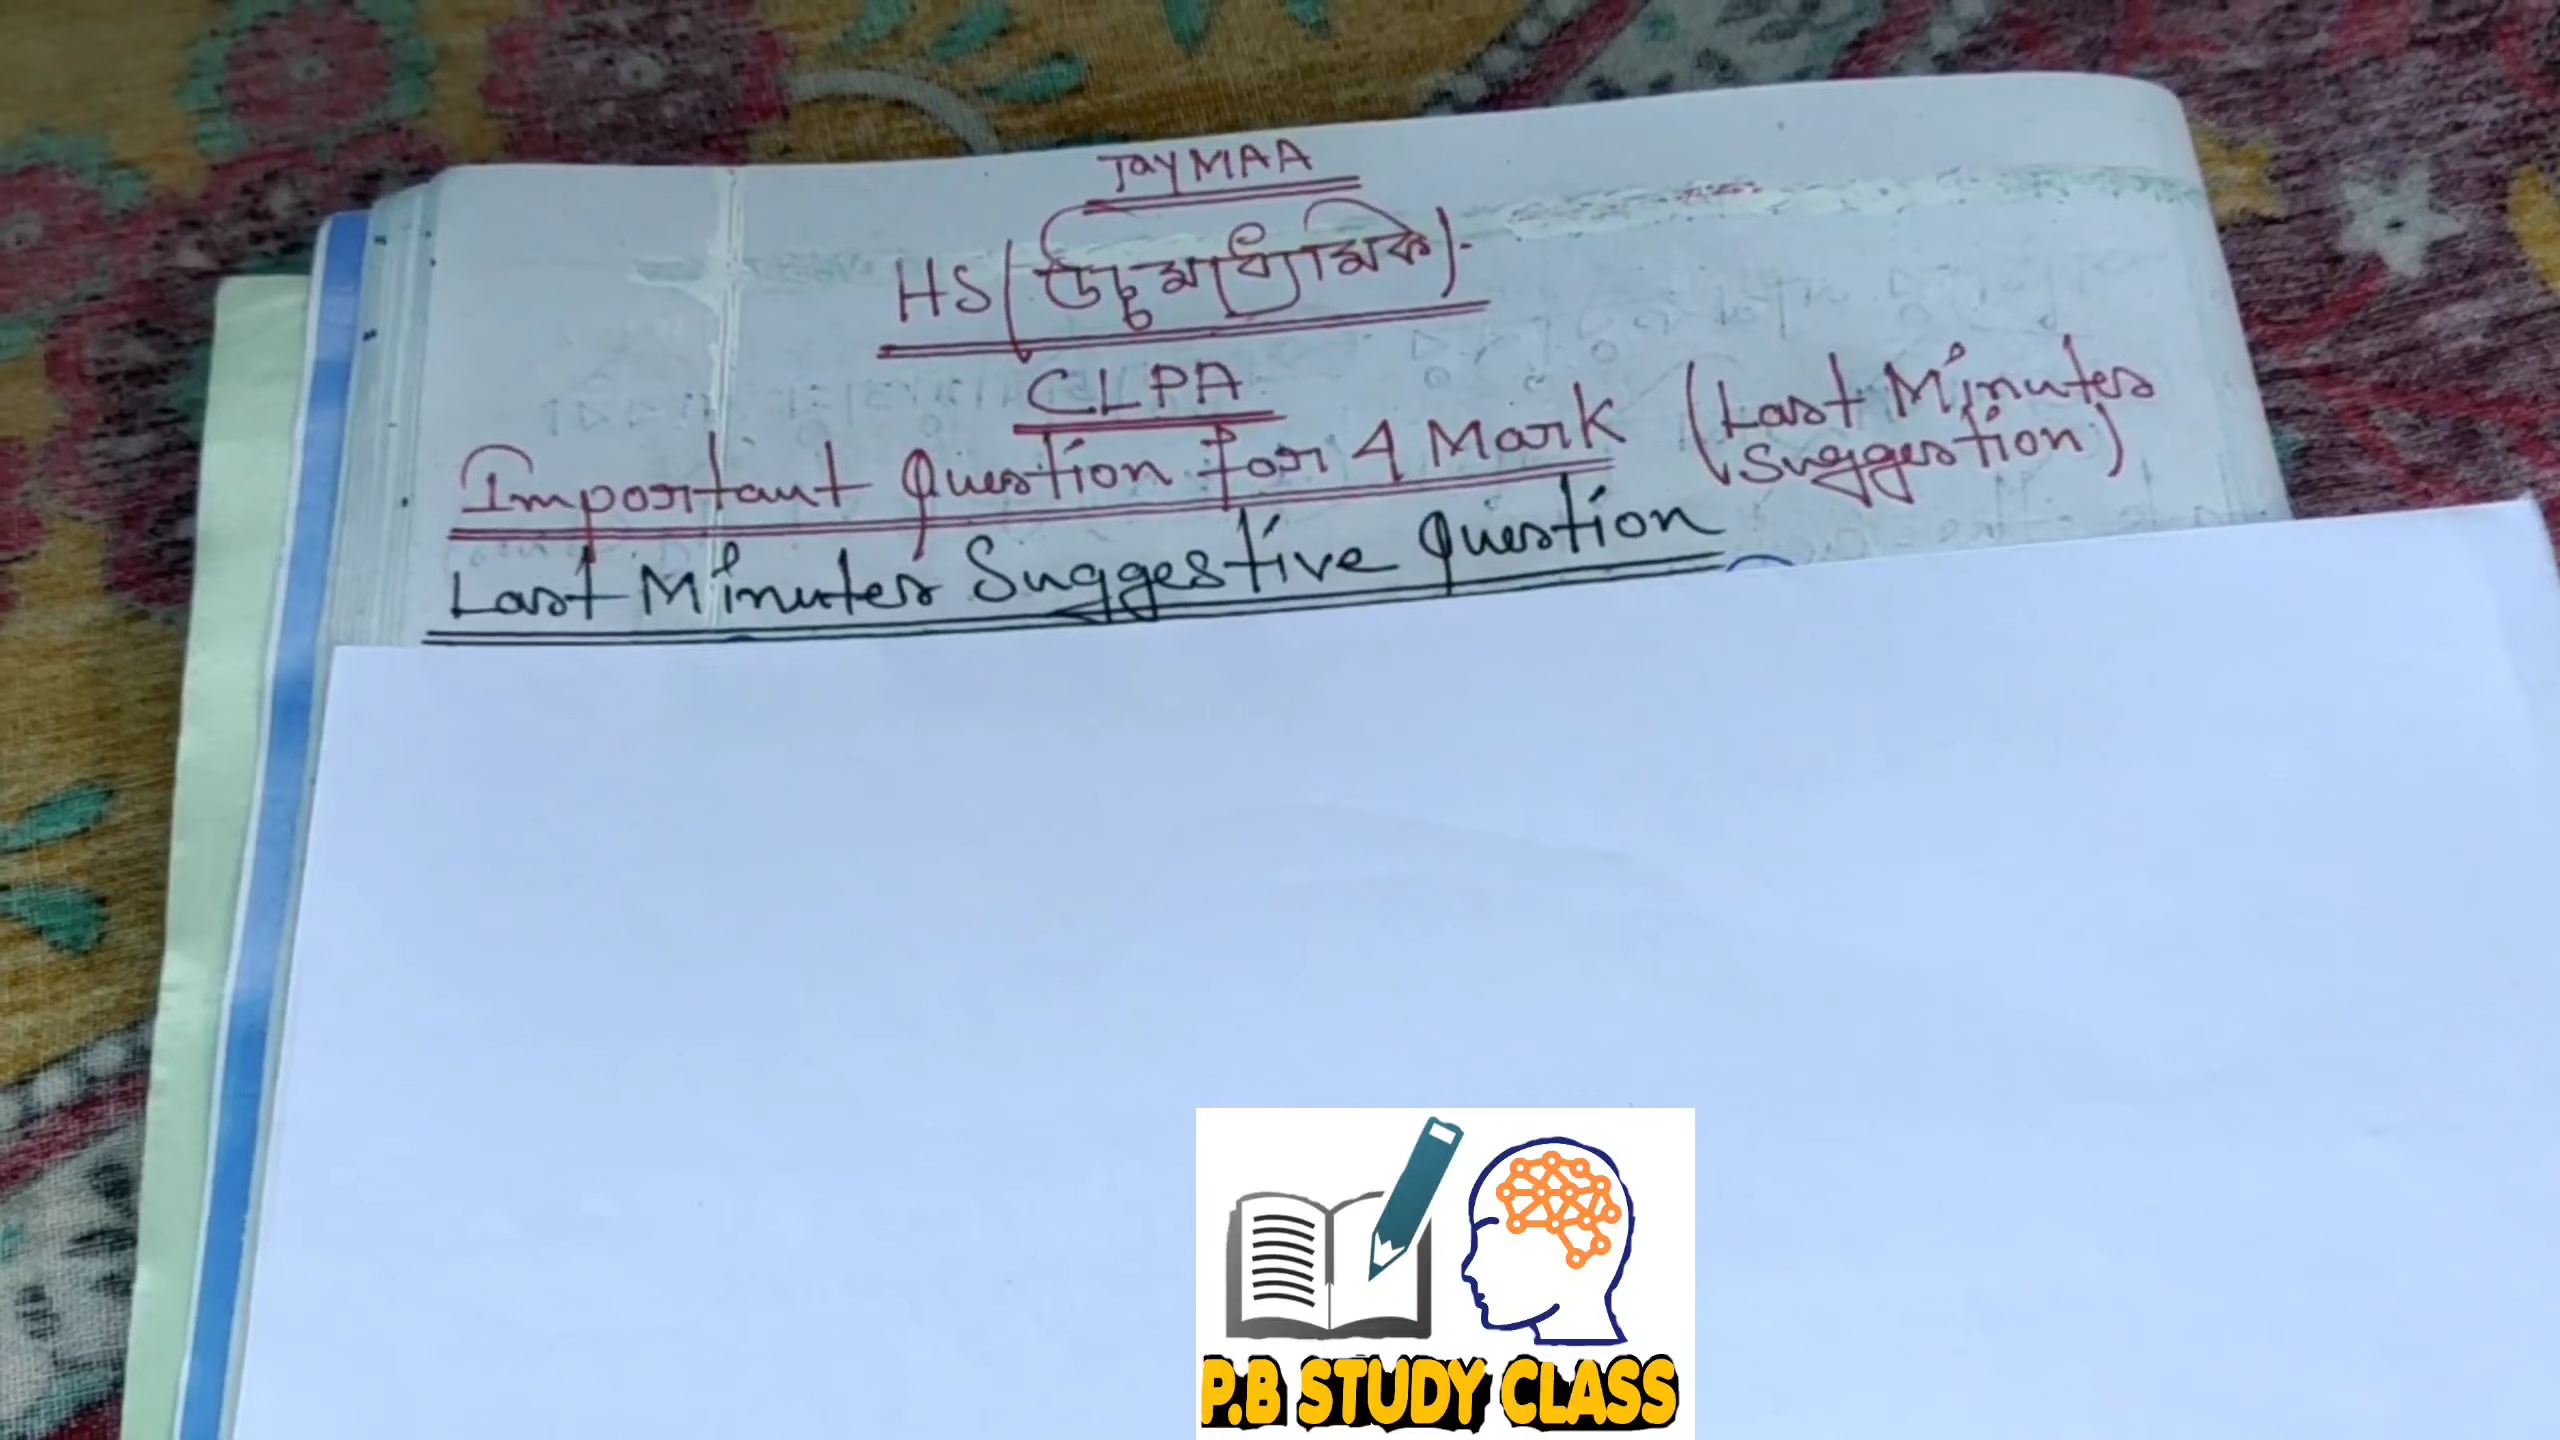 Jay MAA
HS (উচ্চমাধ্যমিক).
CLPA
Important Question for 4 Mark (Last Minutes Suggestion)
Last Minutes Suggestive Question
P.B STUDY CLASS